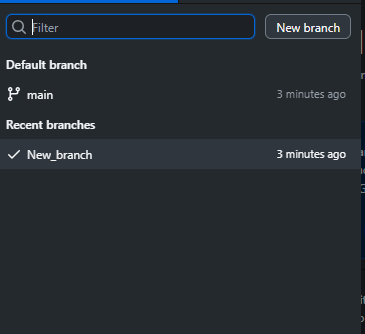 Filter
New branch
Default branch
main 3 minutes ago
Recent branches
New_branch 3 minutes ago